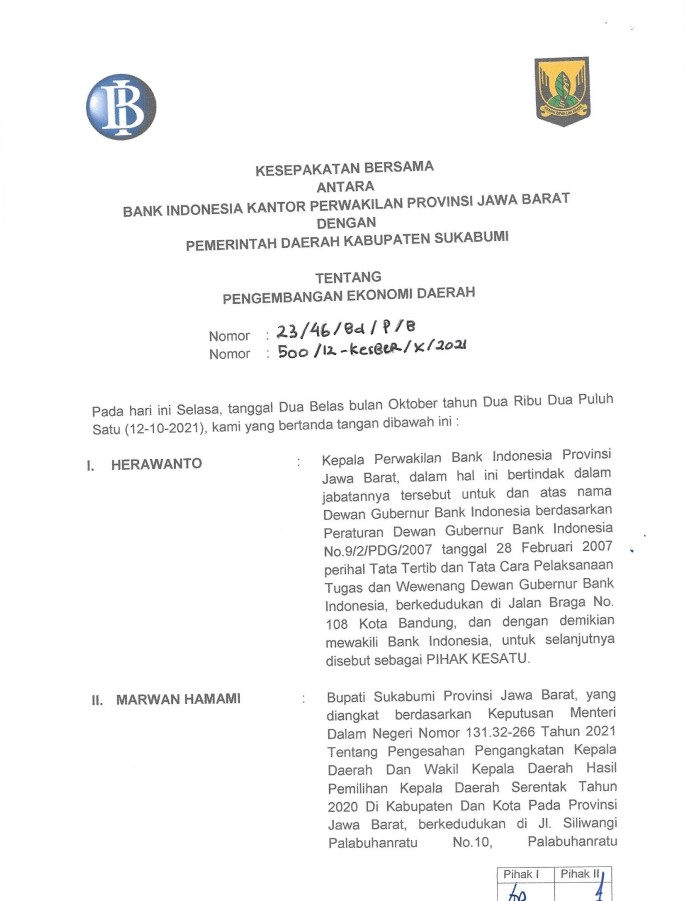 KESEPAKATAN BERSAMA
ANTARA
BANK INDONESIA KANTOR PERWAKILAN PROVINSI JAWA BARAT
DENGAN
PEMERINTAH DAERAH KABUPATEN SUKABUMI
TENTANG
PENGEMBANGAN EKONOMI DAERAH
Nomor : 23/46/Bd/P/B
Nomor : 500/12-KESBER/X/2021
Pada hari ini Selasa, tanggal Dua Belas bulan Oktober tahun Dua Ribu Dua Puluh
Satu (12-10-2021), kami yang bertanda tangan dibawah ini :
I. HERAWANTO : Kepala Perwakilan Bank Indonesia Provinsi
Jawa Barat, dalam hal ini bertindak dalam
jabatannya tersebut untuk dan atas nama
Dewan Gubernur Bank Indonesia berdasarkan
Peraturan Dewan Gubernur Bank Indonesia
No.9/2/PDG/2007 tanggal 28 Februari 2007
perihal Tata Tertib dan Tata Cara Pelaksanaan
Tugas dan Wewenang Dewan Gubernur Bank
Indonesia, berkedudukan di Jalan Braga No.
108 Kota Bandung, dan dengan demikian
mewakili Bank Indonesia, untuk selanjutnya
disebut sebagai PIHAK KESATU.
II. MARWAN HAMAMI : Bupati Sukabumi Provinsi Jawa Barat, yang
diangkat berdasarkan Keputusan Menteri
Dalam Negeri Nomor 131.32-266 Tahun 2021
Tentang Pengesahan Pengangkatan Kepala
Daerah Dan Wakil Kepala Daerah Hasil
Pemilihan Kepala Daerah Serentak Tahun
2020 Di Kabupaten Dan Kota Pada Provinsi
Jawa Barat, berkedudukan di Jl. Siliwangi
Palabuhanratu No.10, Palabuhanratu
Pihak I Pihak II